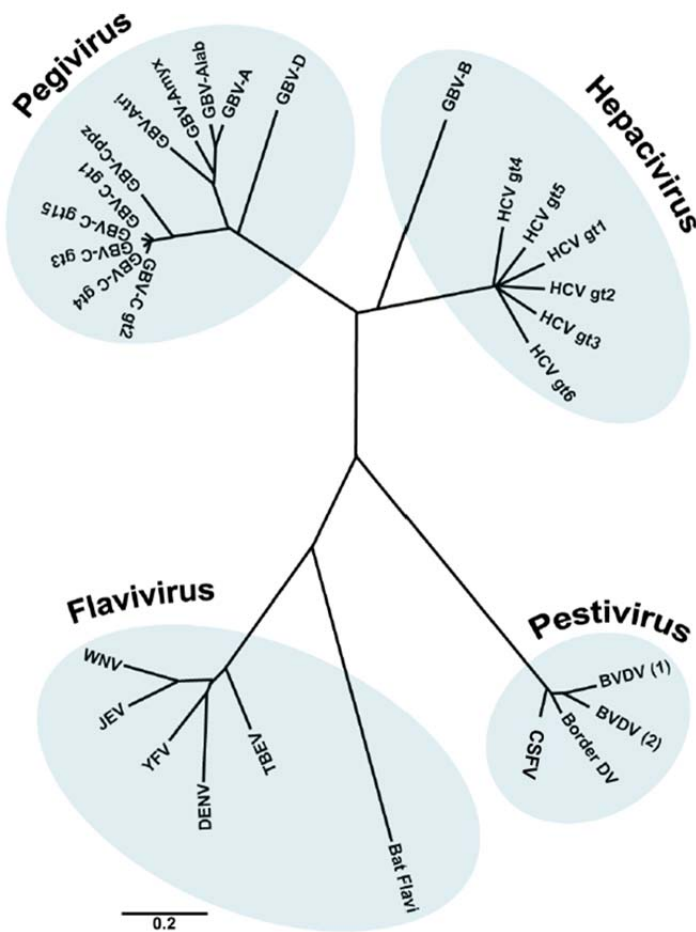 Pegivirus
GBV-Atri
GBV-Amyx
GBV-Alab
GBV-A
GBV-D
GBV-Cppz
GBV-C gt1
GBV-C gt15
GBV-C gt3
GBV-C gt4
GBV-C gt2
Hepacivirus
GBV-B
HCV gt4
HCV gt5
HCV gt1
HCV gt2
HCV gt3
HCV gt6
Flavivirus
WNV
JEV
YFV
DENV
TBEV
Bat Flavi
Pestivirus
BVDV (1)
BVDV (2)
Border DV
CSFV
0.2